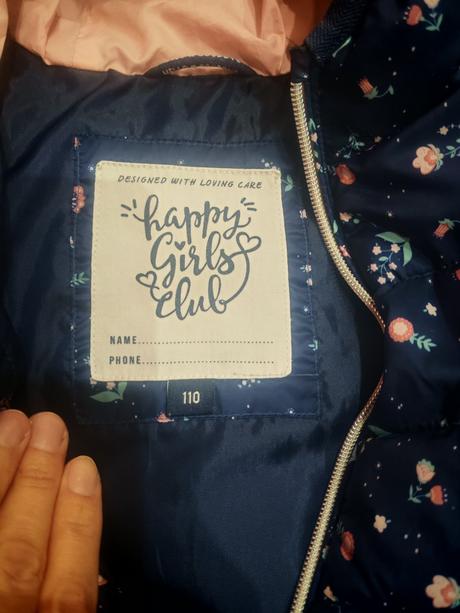 DESIGNED WITH LOVING CARE
happy
Girls
club
NAME..................................
PHONE.................................
110